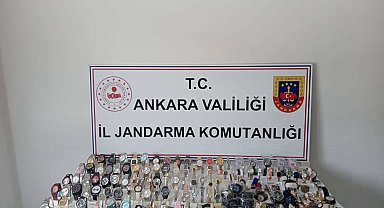 T.C.
ANKARA VALİLİĞİ
İL JANDARMA KOMUTANLIĞI